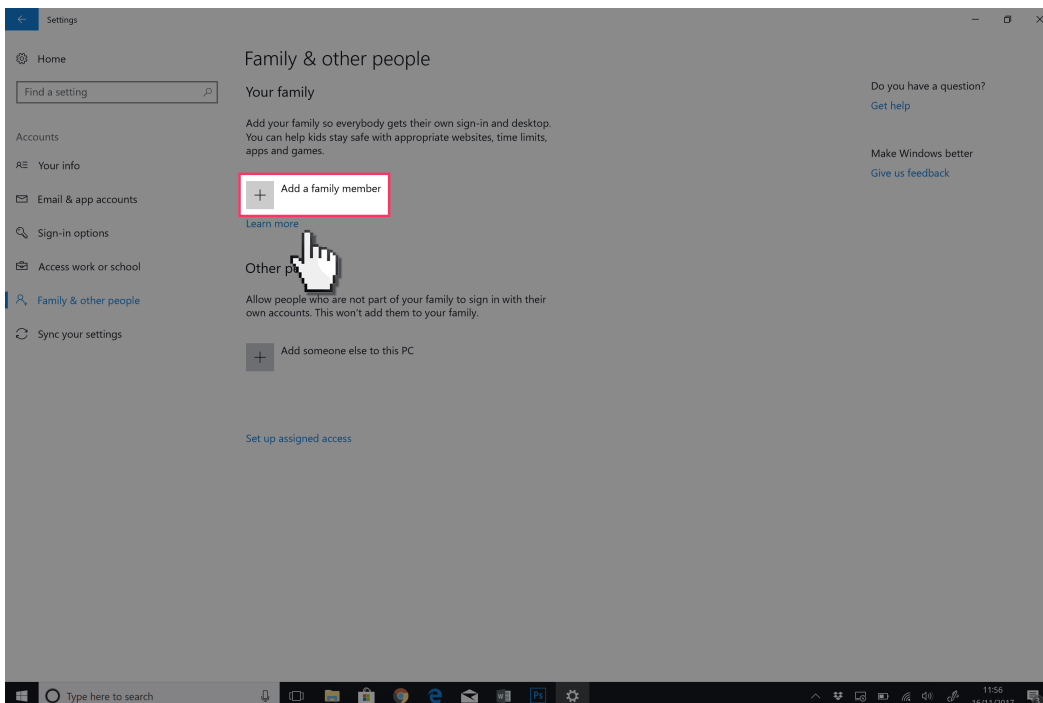 Settings
Home
Find a setting
Accounts
Your info
Email & app accounts
Sign-in options
Access work or school
Family & other people
Sync your settings
Family & other people
Your family
Add your family so everybody gets their own sign-in and desktop.
You can help kids stay safe with appropriate websites, time limits,
apps and games.
Add a family member
Learn more
Other
Allow people who are not part of your family to sign in with their
own accounts. This won't add them to your family.
Add someone else to this PC
Set up assigned access
Do you have a question?
Get help
Make Windows better
Give us feedback
Type here to search
Ps
11:56
16/11/2017